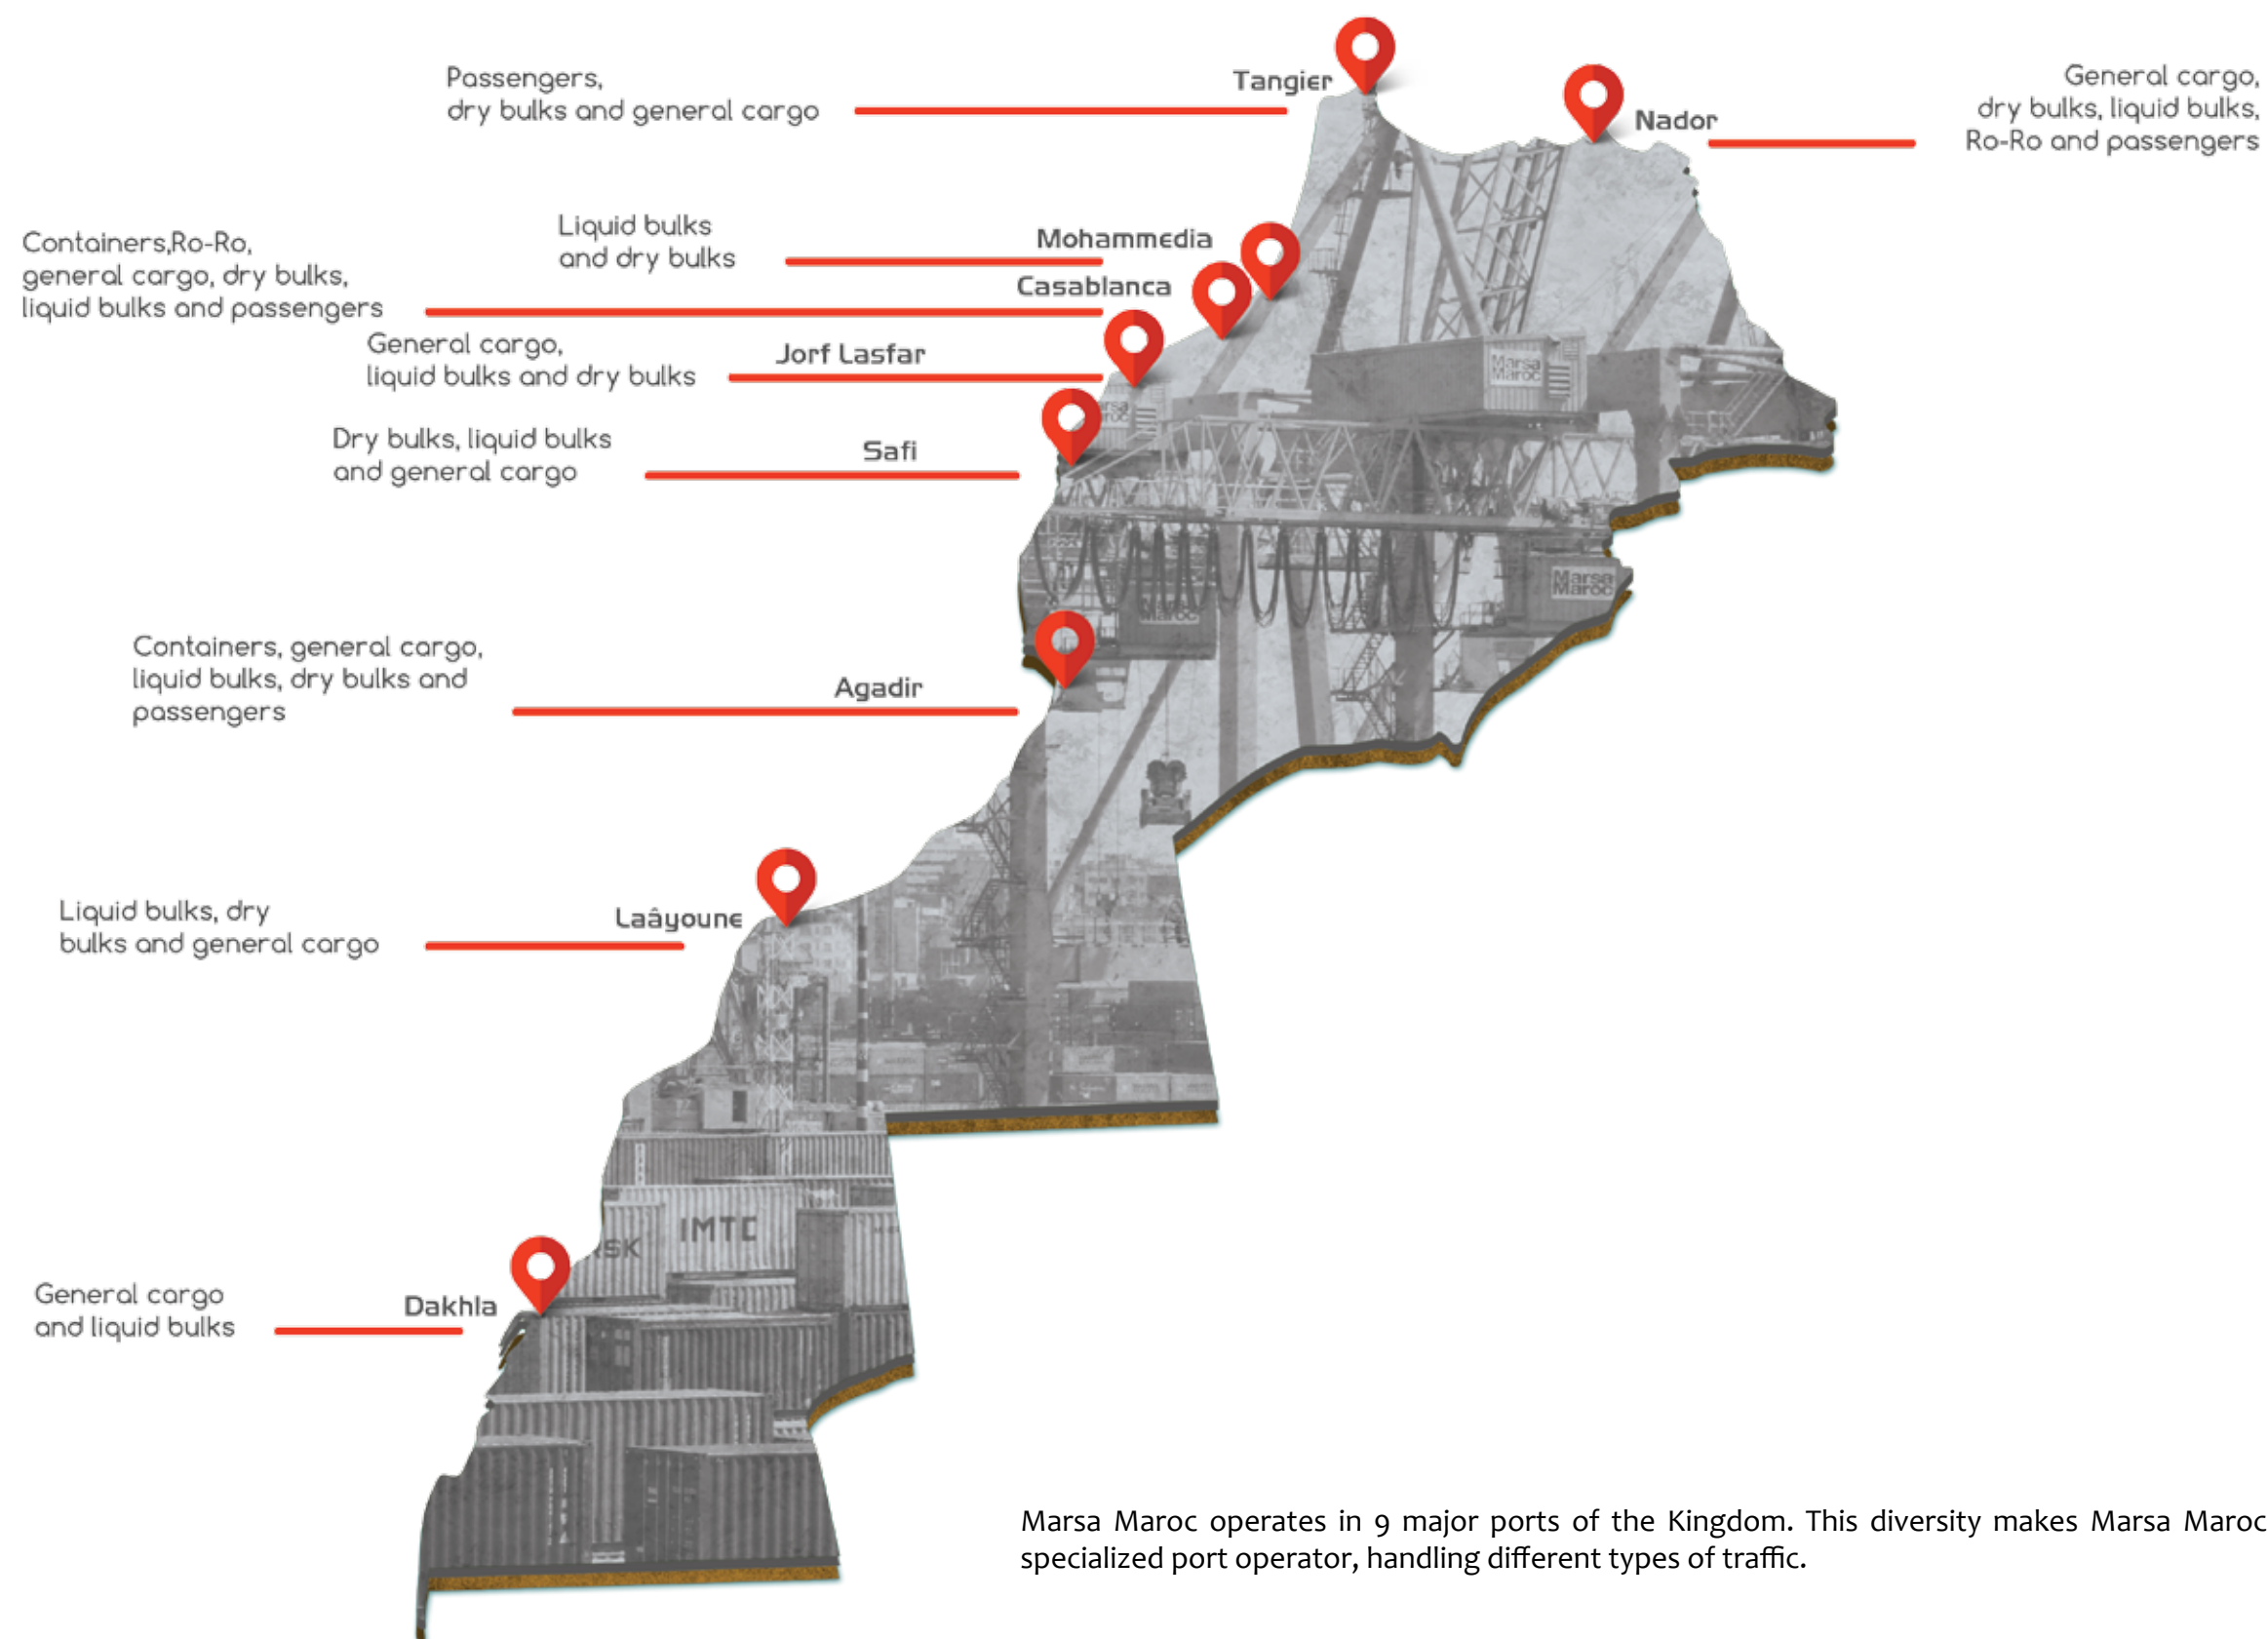 Passengers,
dry bulks and general cargo
Tangier
Nador
General cargo,
dry bulks, liquid bulks,
Ro-Ro and passengers
Liquid bulks
and dry bulks
Mohammedia
Containers,Ro-Ro,
general cargo, dry bulks,
liquid bulks and passengers
Casablanca
General cargo,
liquid bulks and dry bulks
Jorf Lasfar
Marsa
Maroc
Dry bulks, liquid bulks
and general cargo
Safi
Marsa
Maroc
Containers, general cargo,
liquid bulks, dry bulks and
passengers
Agadir
Liquid bulks, dry
bulks and general cargo
Laâyoune
IMTC
General cargo
and liquid bulks
Dakhla
Marsa Maroc operates in 9 major ports of the Kingdom. This diversity makes Marsa Maroc
specialized port operator, handling different types of traffic.